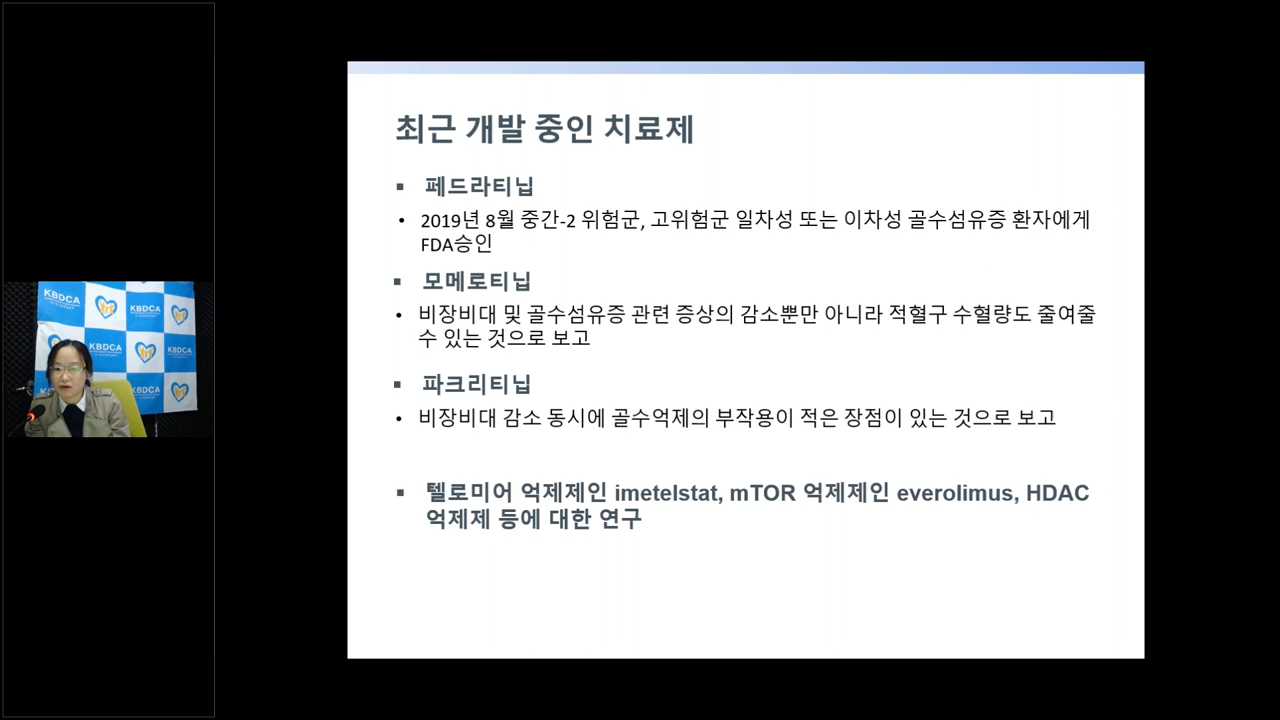 최근 개발 중인 치료제
▪ 페드라티닙
• 2019년 8월 중간-2 위험군, 고위험군 일차성 또는 이차성 골수섬유증 환자에게
FDA승인
▪ 모메로티닙
• 비장비대 및 골수섬유증 관련 증상의 감소뿐만 아니라 적혈구 수혈량도 줄여줄
수 있는 것으로 보고
▪ 파크리티닙
• 비장비대 감소 동시에 골수억제의 부작용이 적은 장점이 있는 것으로 보고
▪ 텔로미어 억제제인 imetelstat, mTOR 억제제인 everolimus, HDAC
억제제 등에 대한 연구
KBDCA
KBDCA
KBDCA
KBDCA
KBDCA